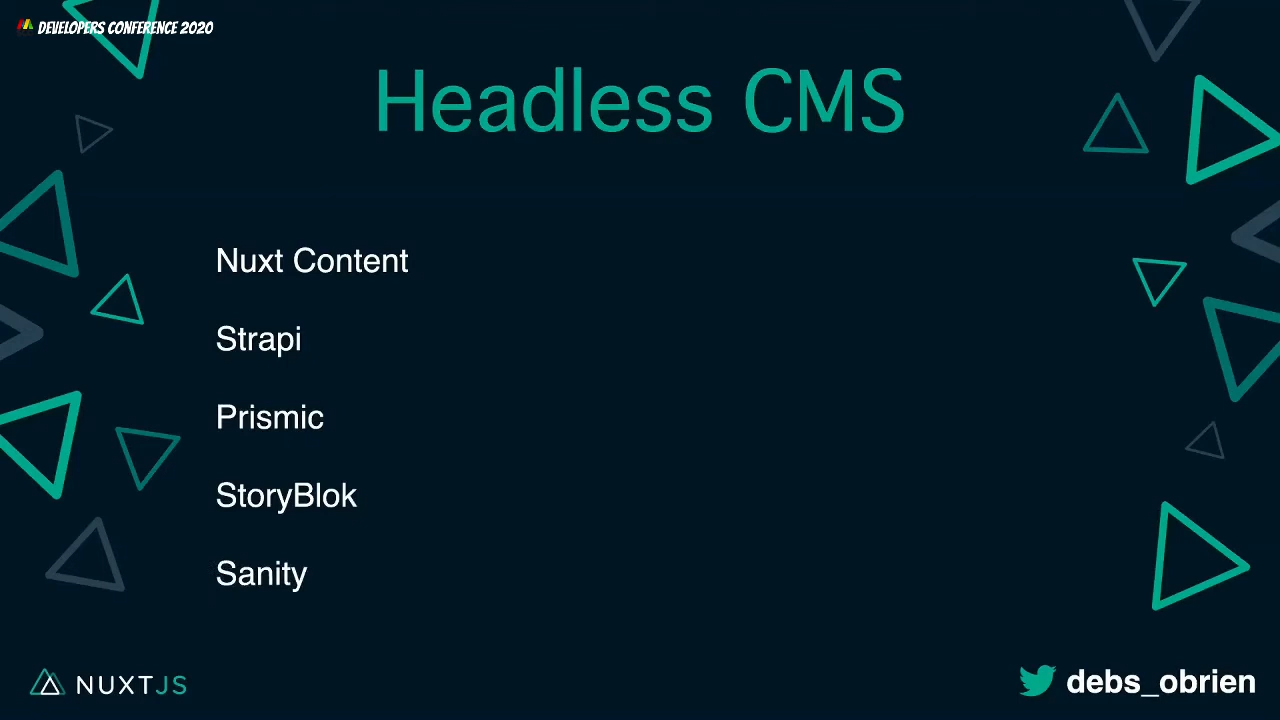 DEVELOPERS CONFERENCE 2020
Headless CMS
Nuxt Content
Strapi
Prismic
StoryBlok
Sanity
NUXTJS
debs_obrien